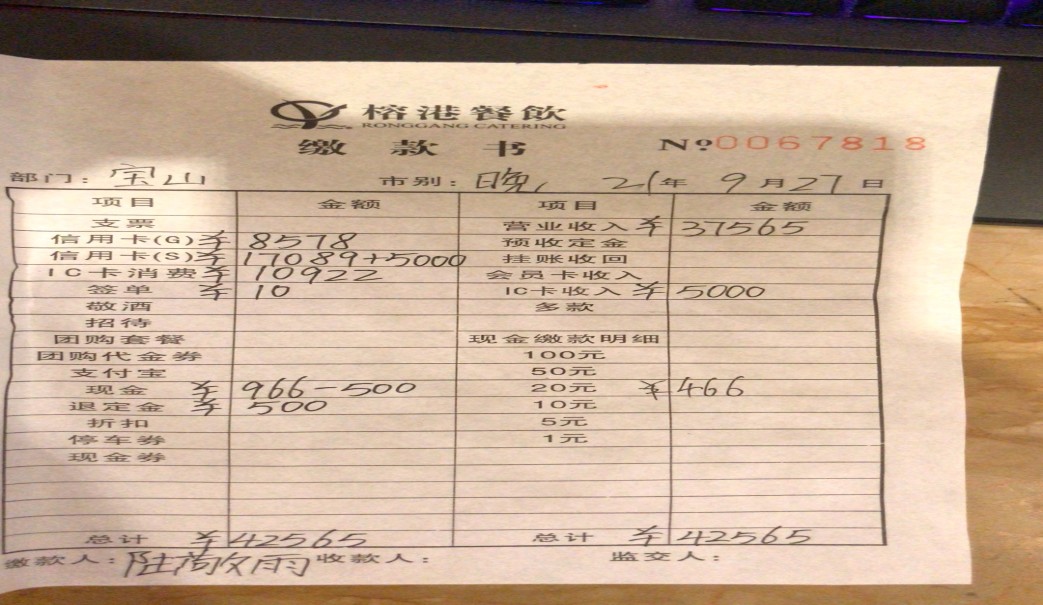 榕港餐飲
RONGGANG CATERING
缴款书 №0067818
部门：宝山 市别：晚 21年9月27日
项目 金额 项目 金额
支票 营业收入 ¥ 37565
信用卡(G) ¥ 8578 预收定金
信用卡(S) ¥ 17089+5000 挂账收回
IC卡消费 ¥ 10922 会员卡收入
签单 ¥ 10 IC卡收入 ¥ 5000
敬酒 多款
招待
团购套餐 现金缴款明细
团购代金券 100元
支付宝 50元
现金 ¥ 966-500 20元 ¥ 466
退定金 ¥ 500 10元
折扣 5元
停车券 1元
现金券
总计 ¥ 42565 总计 ¥ 42565
缴款人：陆敬雨 收款人： 监交人：